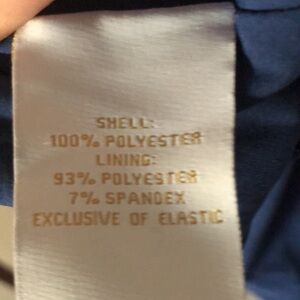 SHELL:
100% POLYESTER
LINING:
93% POLYESTER
7% SPANDEX
EXCLUSIVE OF ELASTIC